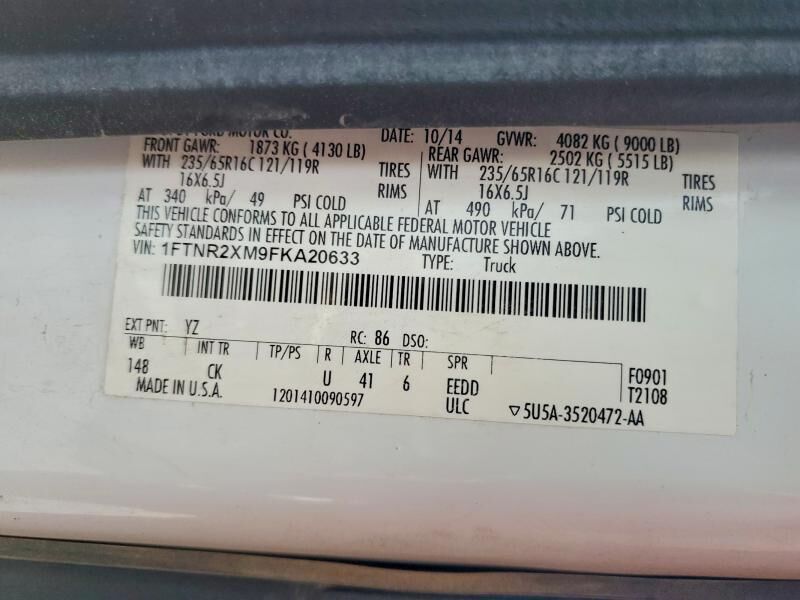 FORD MOTOR CO. DATE: 10/14 GVWR: 4082 KG ( 9000 LB)
FRONT GAWR: 1873 KG ( 4130 LB) REAR GAWR: 2502 KG ( 5515 LB)
WITH 235/65R16C 121/119R TIRES WITH 235/65R16C 121/119R TIRES
16X6.5J RIMS 16X6.5J RIMS
AT 340 kPa/ 49 PSI COLD AT 490 kPa/ 71 PSI COLD
THIS VEHICLE CONFORMS TO ALL APPLICABLE FEDERAL MOTOR VEHICLE
SAFETY STANDARDS IN EFFECT ON THE DATE OF MANUFACTURE SHOWN ABOVE.
VIN: 1FTNR2XM9FKA20633 TYPE: Truck
EXT PNT: YZ RC: 86 DSO:
WB INT TR TP/PS R AXLE TR SPR
148 CK U 41 6 EEDD F0901
MADE IN U.S.A. 1201410090597 ULC T2108
▽5U5A-3520472-AA